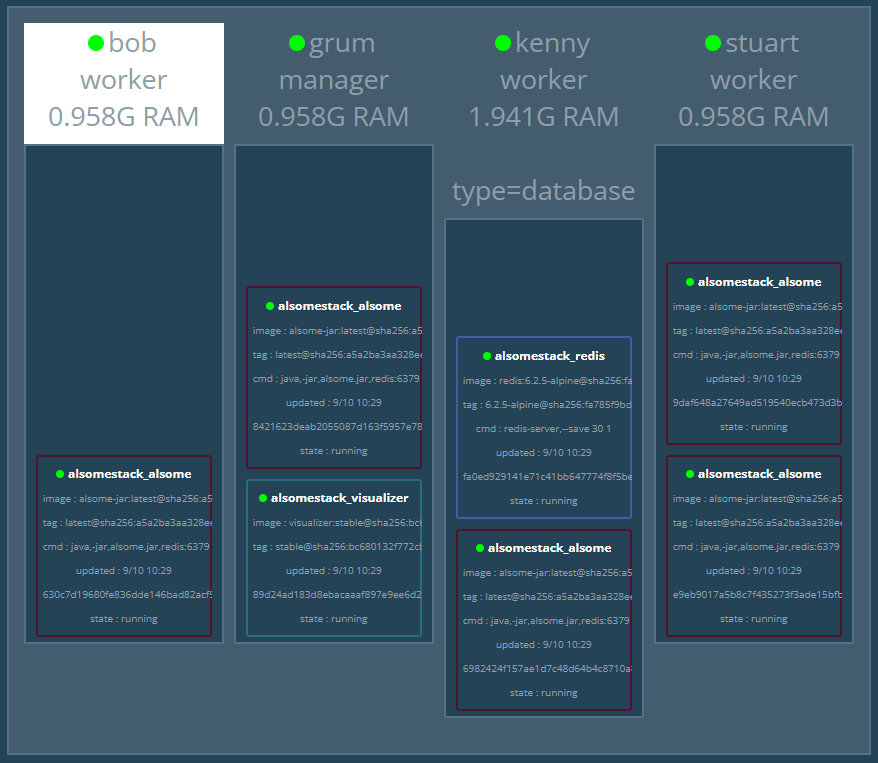 bob
worker
0.958G RAM
alsomestack_alsome
image : alsome-jar:latest@sha256:a5
tag : latest@sha256:a5a2ba3aa328ee
cmd : java,-jar,alsome.jar,redis:6379
updated : 9/10 10:29
630c7d19680fe836dde146bad82acf5
state : running
grum
manager
0.958G RAM
alsomestack_alsome
image : alsome-jar:latest@sha256:a5
tag : latest@sha256:a5a2ba3aa328ee
cmd : java,-jar,alsome.jar,redis:6379
updated : 9/10 10:29
8421623deab2055087d163f5957e78
state : running
alsomestack_visualizer
image : visualizer:stable@sha256:bc6
tag : stable@sha256:bc680132f772cb
updated : 9/10 10:29
89d24ad183d8ebacaaaf897e9ee6d2
state : running
kenny
worker
1.941G RAM
type=database
alsomestack_redis
image : redis:6.2.5-alpine@sha256:fa
tag : 6.2.5-alpine@sha256:fa785f9bd
cmd : redis-server,--save 30 1
updated : 9/10 10:29
fa0ed929141e71c41bb647774f8f5be
state : running
alsomestack_alsome
image : alsome-jar:latest@sha256:a5
tag : latest@sha256:a5a2ba3aa328ee
cmd : java,-jar,alsome.jar,redis:6379
updated : 9/10 10:29
6982424f157ae1d7c48d64b4c8710a8
state : running
stuart
worker
0.958G RAM
alsomestack_alsome
image : alsome-jar:latest@sha256:a5
tag : latest@sha256:a5a2ba3aa328ee
cmd : java,-jar,alsome.jar,redis:6379
updated : 9/10 10:29
9daf648a27649ad519540ecb473d3b
state : running
alsomestack_alsome
image : alsome-jar:latest@sha256:a5
tag : latest@sha256:a5a2ba3aa328ee
cmd : java,-jar,alsome.jar,redis:6379
updated : 9/10 10:29
e9eb9017a5b8c7f435273f3ade15bfb
state : running